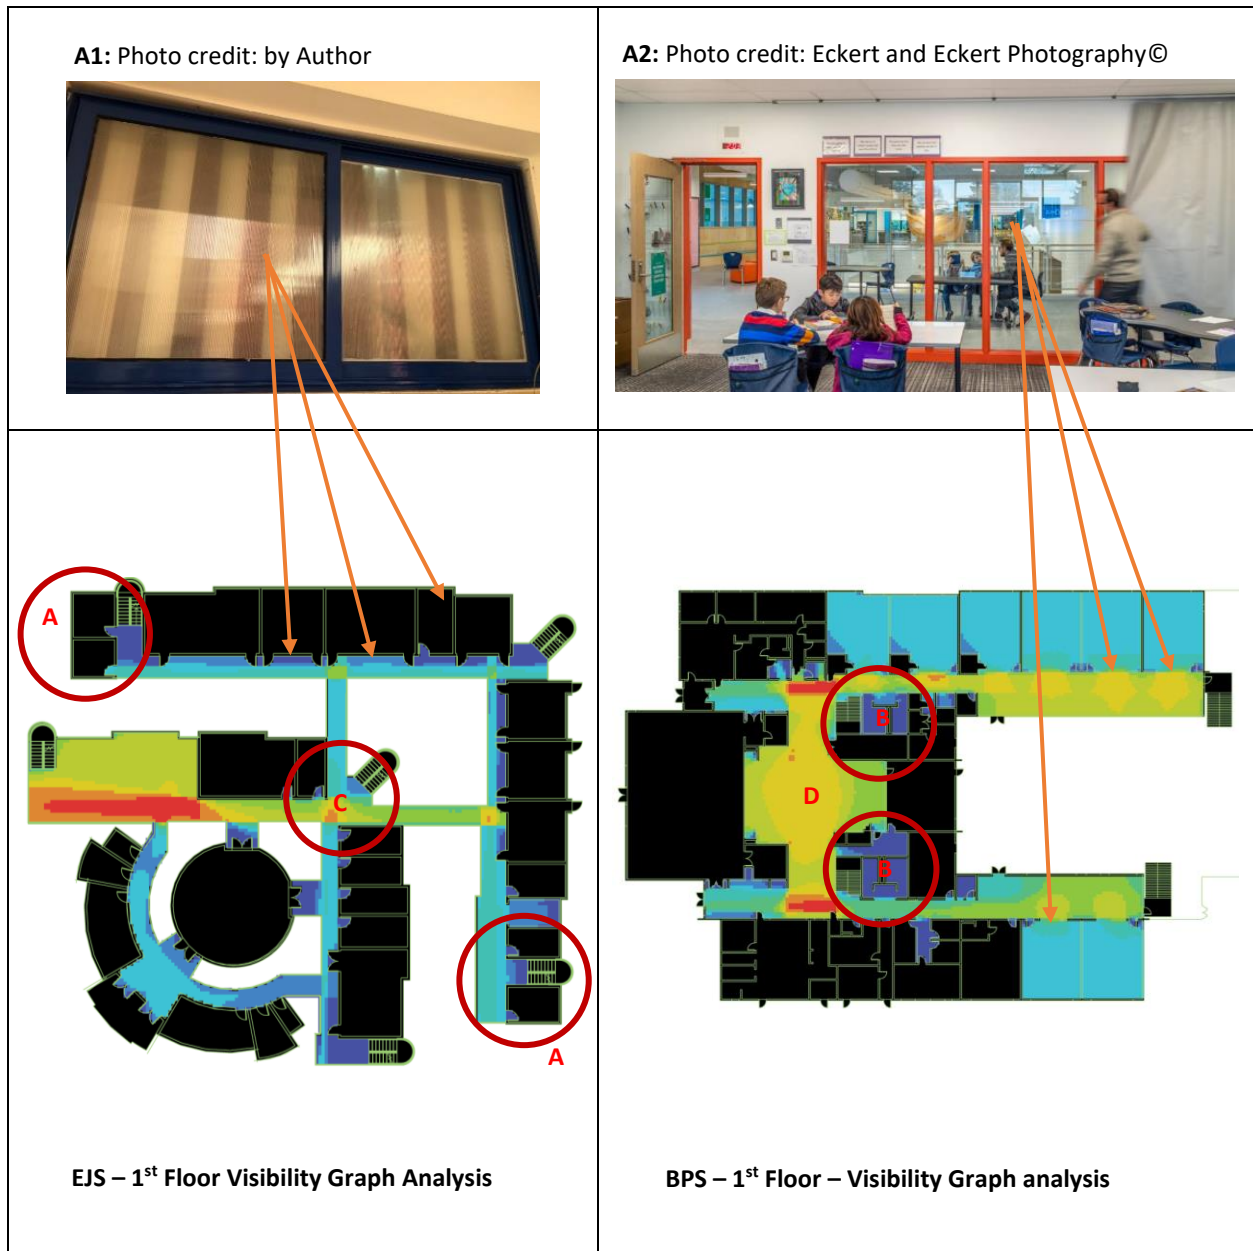 A1: Photo credit: by Author
A2: Photo credit: Eckert and Eckert Photography©
A
C
A
B
D
B
EJS – 1st Floor Visibility Graph Analysis
BPS – 1st Floor – Visibility Graph analysis